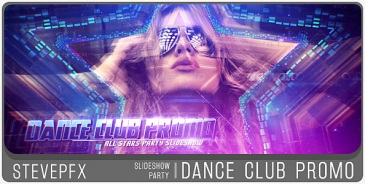 DANCE CLUB PROMO
ALL STARS PARTY SLIDESHOW
STEVEPFX
SLIDESHOW
PARTY
DANCE CLUB PROMO